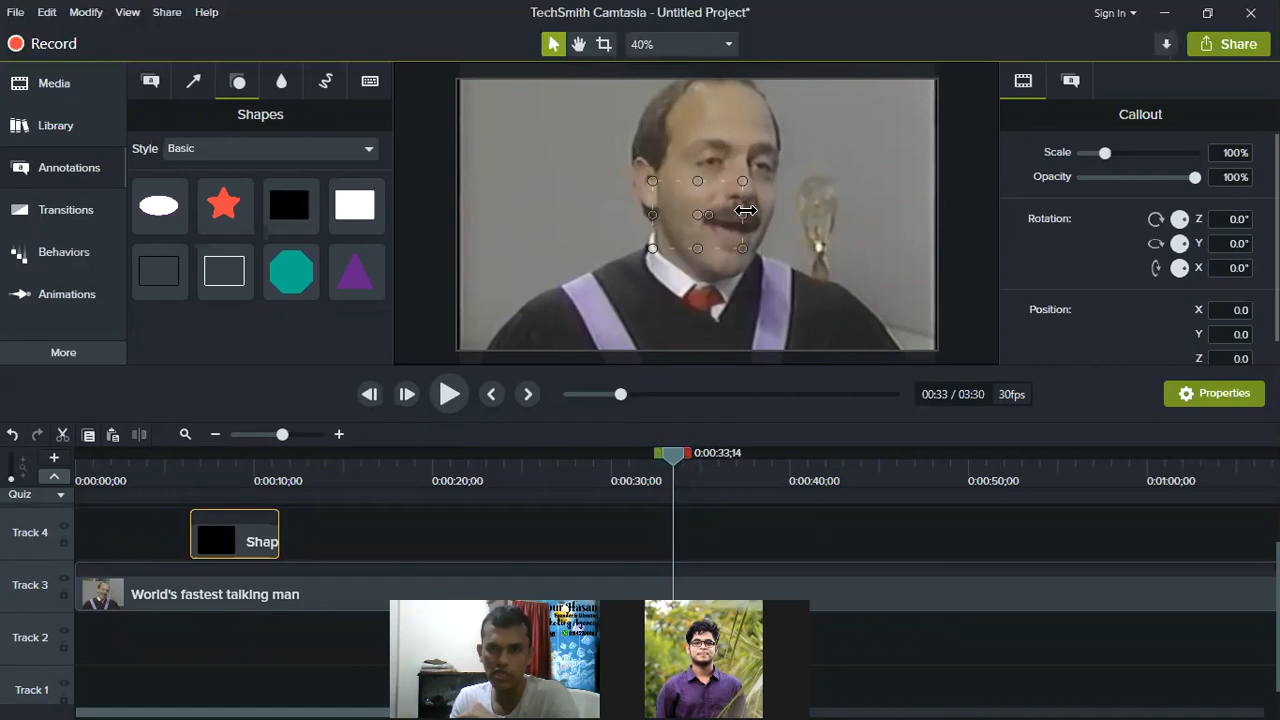 File Edit Modify View Share Help
TechSmith Camtasia - Untitled Project*
Sign In
Record
40%
Share
Media
Library
Annotations
Transitions
Behaviors
Animations
More
Shapes
Style Basic
Callout
Scale 100%
Opacity 100%
Rotation: Z 0.0°
Y 0.0°
X 0.0°
Position: X 0.0
Y 0.0
Z 0.0
00:33 / 03:30 30fps
Properties
0:00:33;14
0:00:00;00 0:00:10;00 0:00:20;00 0:00:30;00 0:00:40;00 0:00:50;00 0:01:00;00
Quiz
Track 4
Shap
Track 3
World's fastest talking man
Track 2
Track 1
Hasan